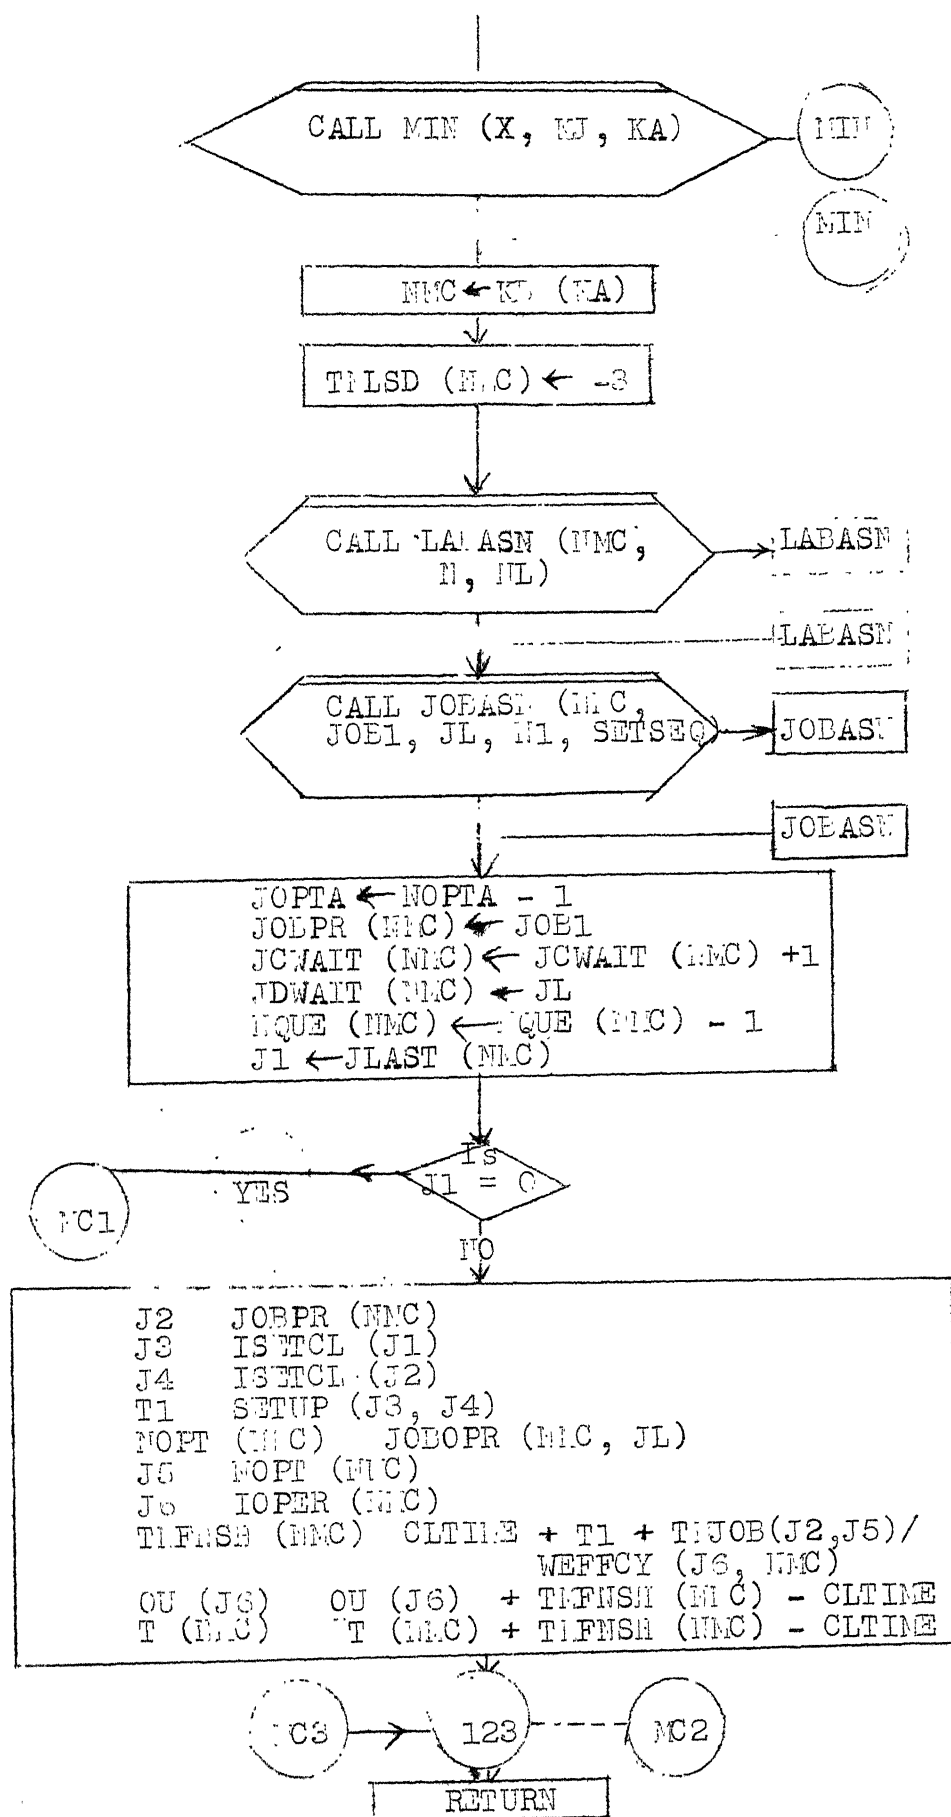 CALL MIN (X, KJ, KA)
MIN
MIN
NMC ← KJ (KA)
TMLSD (NMC) ← -3
CALL LABASN (NMC,
N, NL)
LABASN
LABASN
CALL JOBASN (NMC,
JOB1, JL, N1, SETSEQ)
JOBASN
JOBASN
JOPTA ← NOPTA - 1
JOBPR (NMC) ← JOB1
JCWAIT (NMC) ← JCWAIT (NMC) +1
JDWAIT (NMC) ← JL
NQUE (NMC) ← NQUE (NMC) - 1
J1 ← JLAST (NMC)
Is
J1 = 0
YES
MC1
NO
J2 JOBPR (NMC)
J3 ISETCL (J1)
J4 ISETCL (J2)
T1 SETUP (J3, J4)
NOPT (NMC) JOBOPR (NMC, JL)
J5 NOPT (NMC)
J6 IOPER (NMC)
TMFNSH (NMC) CLTIME + T1 + TMJOB(J2,J5)/
WEFFCY (J6, NMC)
OU (J6) OU (J6) + TMFNSH (NMC) - CLTIME
T (NMC) T (NMC) + TMFNSH (NMC) - CLTIME
MC3
123
MC2
RETURN